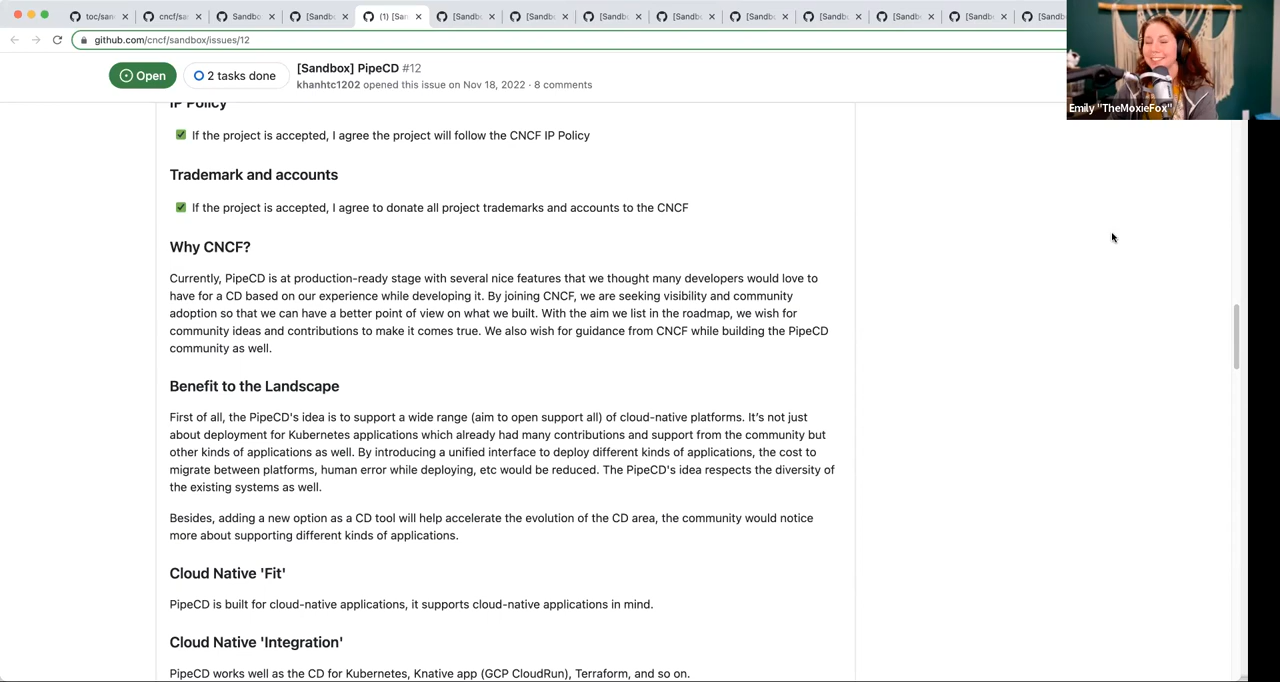 toc/san
cncf/sa
Sandbo
[Sandb
(1) [San
[Sandb
[Sandb
[Sandb
[Sandb
[Sandb
[Sandb
[Sandb
[Sandb
[Sandb
github.com/cncf/sandbox/issues/12
Emily "TheMoxieFox"
Open
2 tasks done
[Sandbox] PipeCD #12
khanhtc1202 opened this issue on Nov 18, 2022 · 8 comments
IP Policy
If the project is accepted, I agree the project will follow the CNCF IP Policy
Trademark and accounts
If the project is accepted, I agree to donate all project trademarks and accounts to the CNCF
Why CNCF?
Currently, PipeCD is at production-ready stage with several nice features that we thought many developers would love to
have for a CD based on our experience while developing it. By joining CNCF, we are seeking visibility and community
adoption so that we can have a better point of view on what we built. With the aim we list in the roadmap, we wish for
community ideas and contributions to make it comes true. We also wish for guidance from CNCF while building the PipeCD
community as well.
Benefit to the Landscape
First of all, the PipeCD's idea is to support a wide range (aim to open support all) of cloud-native platforms. It's not just
about deployment for Kubernetes applications which already had many contributions and support from the community but
other kinds of applications as well. By introducing a unified interface to deploy different kinds of applications, the cost to
migrate between platforms, human error while deploying, etc would be reduced. The PipeCD's idea respects the diversity of
the existing systems as well.
Besides, adding a new option as a CD tool will help accelerate the evolution of the CD area, the community would notice
more about supporting different kinds of applications.
Cloud Native 'Fit'
PipeCD is built for cloud-native applications, it supports cloud-native applications in mind.
Cloud Native 'Integration'
PipeCD works well as the CD for Kubernetes, Knative app (GCP CloudRun), Terraform, and so on.